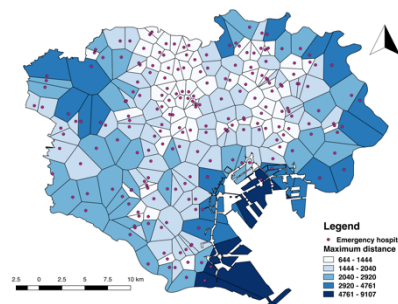 Legend
Emergency hospit
Maximum distance
644 - 1444
1444 - 2040
2040 - 2920
2920 - 4761
4761 - 9107
2.5 0 2.5 5 7.5 10 km